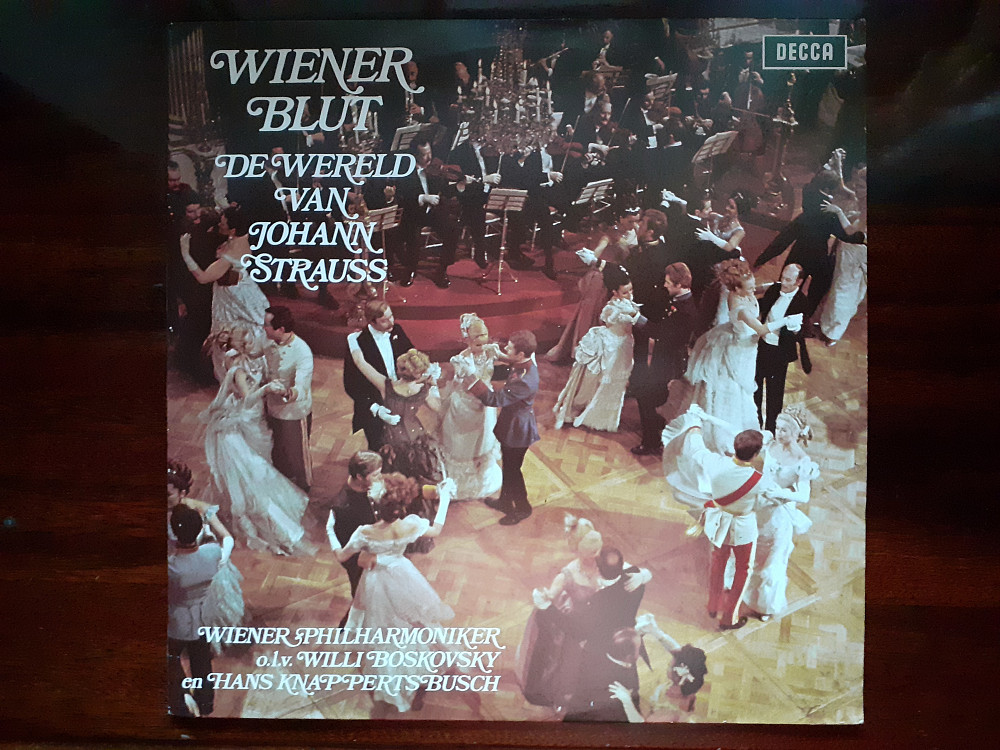 WIENER
BLUT
DE WERELD
VAN
JOHANN
STRAUSS
DECCA
WIENER PHILHARMONIKER
o.l.v. WILLI BOSKOVSKY
en HANS KNAPPERTSBUSCH